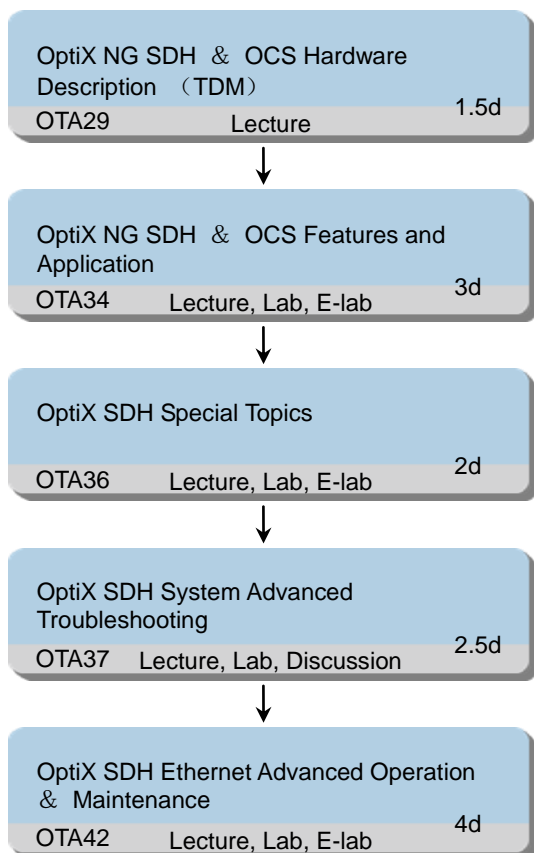 OptiX NG SDH ＆ OCS Hardware
Description （TDM）
1.5d
OTA29 Lecture
OptiX NG SDH ＆ OCS Features and
Application
3d
OTA34 Lecture, Lab, E-lab
OptiX SDH Special Topics
2d
OTA36 Lecture, Lab, E-lab
OptiX SDH System Advanced
Troubleshooting
2.5d
OTA37 Lecture, Lab, Discussion
OptiX SDH Ethernet Advanced Operation
＆ Maintenance
4d
OTA42 Lecture, Lab, E-lab